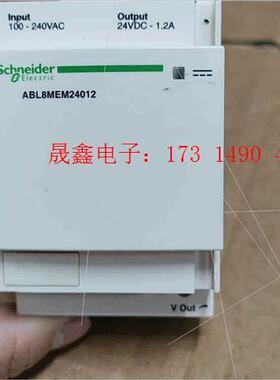 Input
Output
100 - 240VAC
24VDC - 1.2A
Schneider
Electric
ABL8MEM24012
晟鑫电子：173 1490 4
V Out